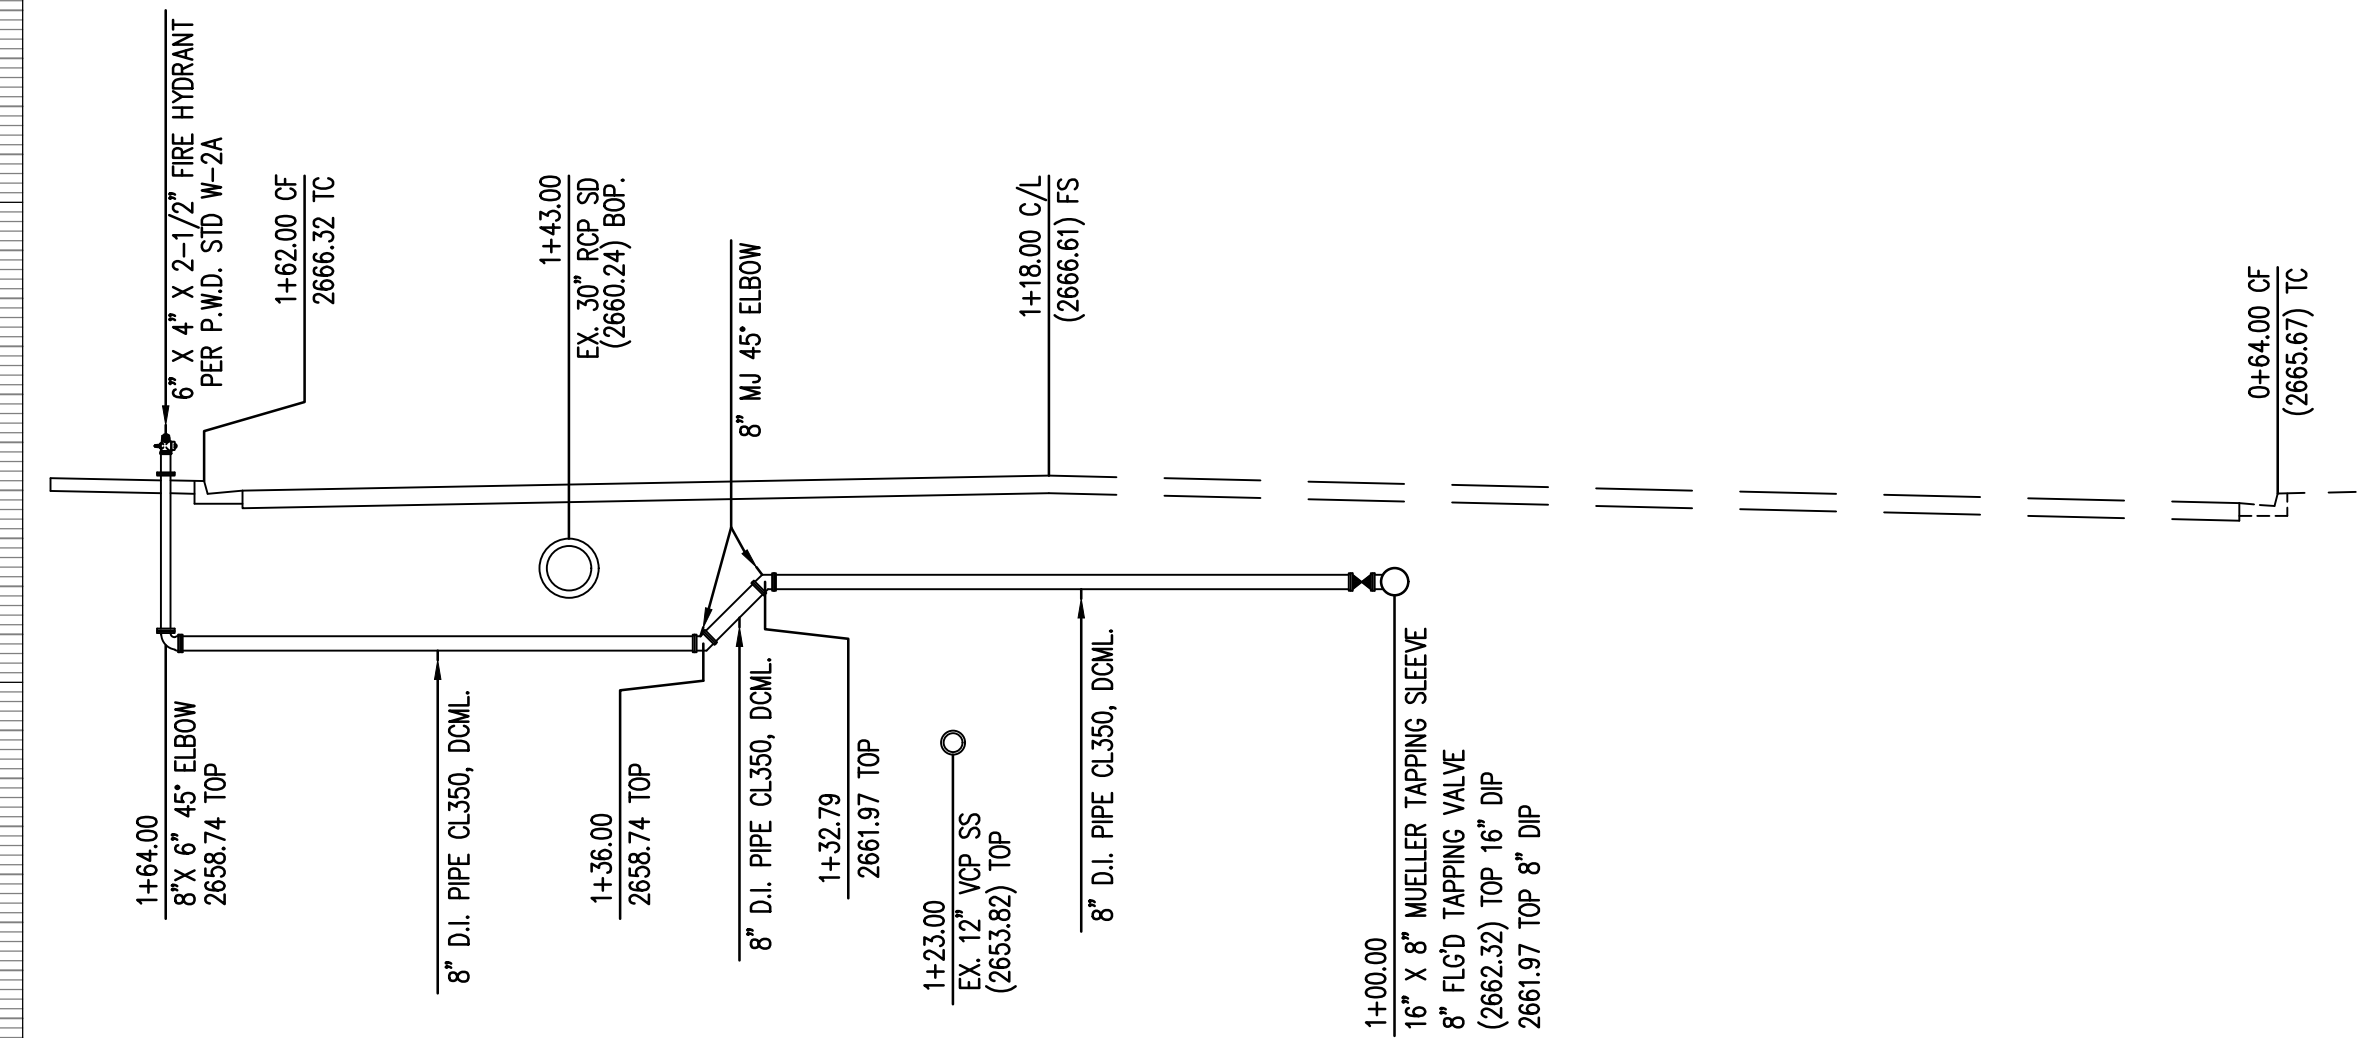 6" X 4" X 2-1/2" FIRE HYDRANT
PER P.W.D. STD W-2A
1+62.00 CF
2666.32 TC
1+43.00
EX. 30" RCP SD
(2660.24) BOP.
8" MJ 45° ELBOW
1+18.00 C/L
(2666.61) FS
0+64.00 CF
(2665.67) TC
1+64.00
8"X 6" 45° ELBOW
2658.74 TOP
8" D.I. PIPE CL350, DCML.
1+36.00
2658.74 TOP
8" D.I. PIPE CL350, DCML.
1+32.79
2661.97 TOP
1+23.00
EX. 12" VCP SS
(2653.82) TOP
8" D.I. PIPE CL350, DCML.
1+00.00
16" X 8" MUELLER TAPPING SLEEVE
8" FLG'D TAPPING VALVE
(2662.32) TOP 16" DIP
2661.97 TOP 8" DIP